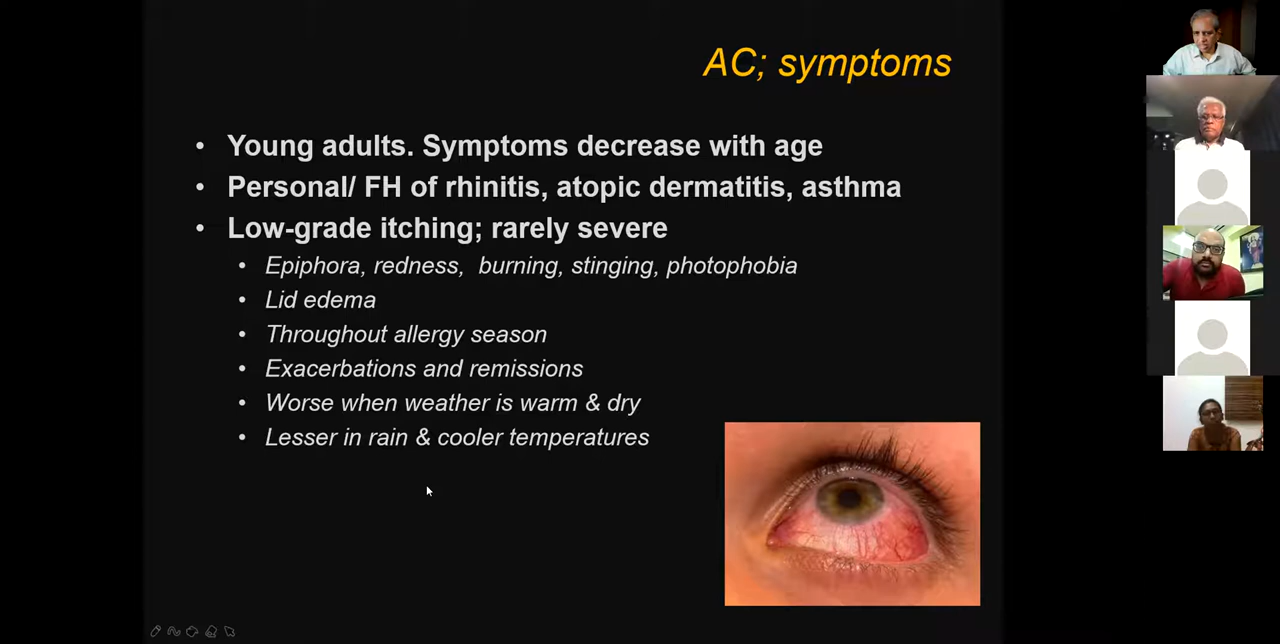 AC; symptoms
• Young adults. Symptoms decrease with age
• Personal/ FH of rhinitis, atopic dermatitis, asthma
• Low-grade itching; rarely severe
• Epiphora, redness, burning, stinging, photophobia
• Lid edema
• Throughout allergy season
• Exacerbations and remissions
• Worse when weather is warm & dry
• Lesser in rain & cooler temperatures